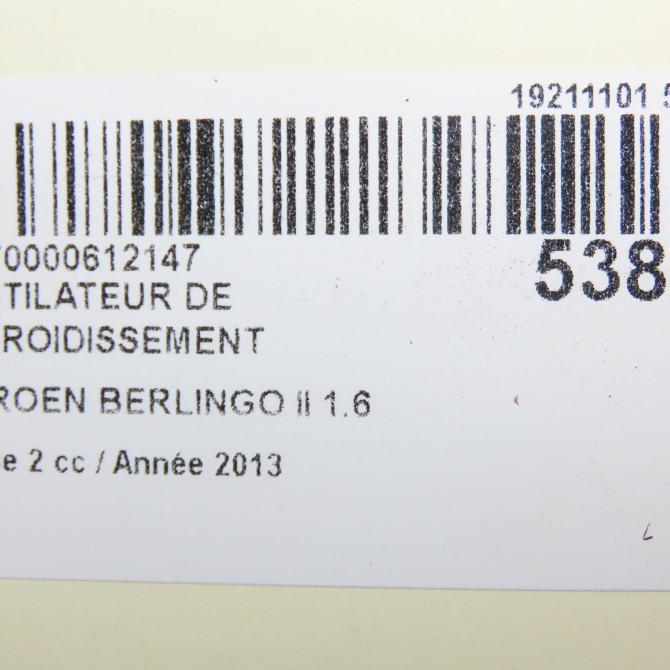 19211101 5
70000612147
538
TILATEUR DE
ROIDISSEMENT
ROEN BERLINGO II 1.6
e 2 cc / Année 2013